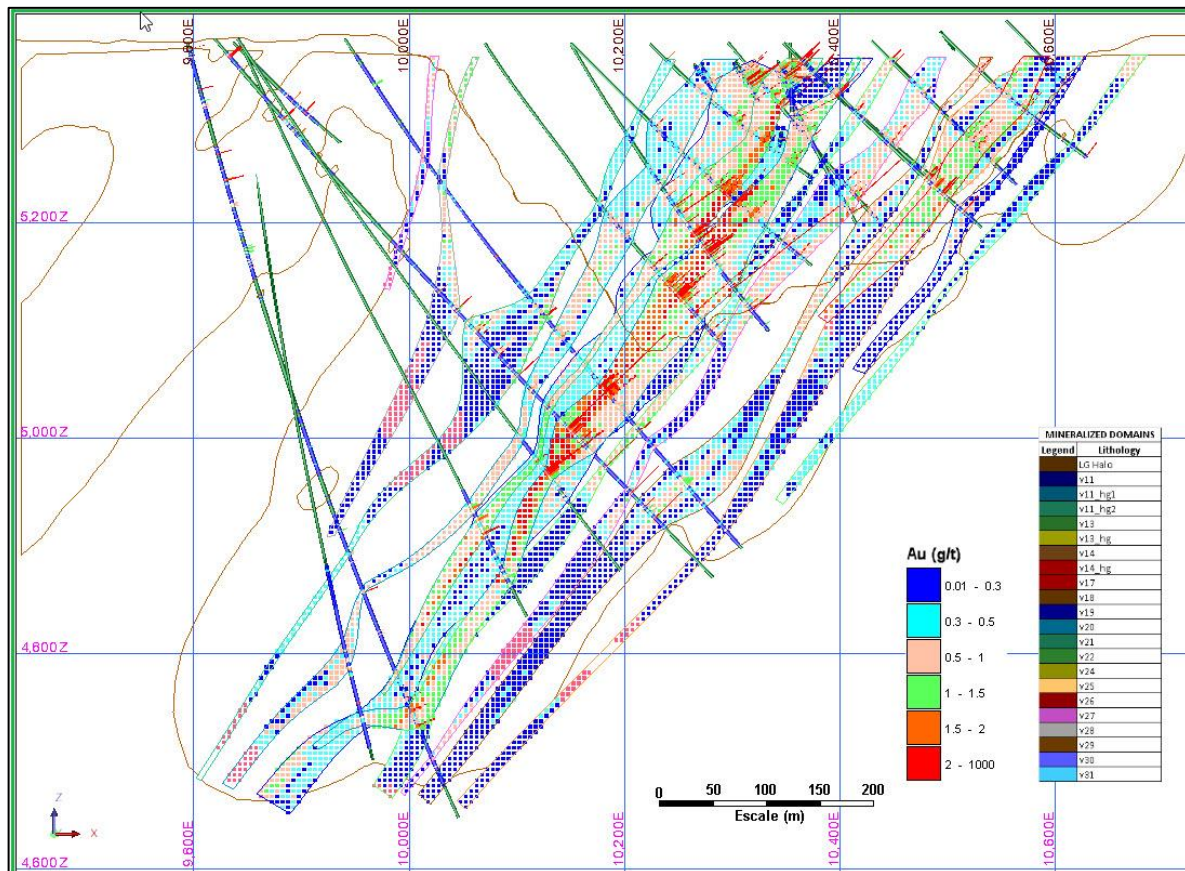 9,800E
10,000E
10,200E
10,400E
10,600E
5,200Z
5,000Z
4,800Z
4,600Z
MINERALIZED DOMAINS
Legend Lithology
LG Halo
v11
v11_hg1
v11_hg2
v13
v13_hg
v14
v14_hg
v17
v18
v19
v20
v21
v22
v24
v25
v26
v27
v28
v29
v30
v31
Au (g/t)
0.01 - 0.3
0.3 - 0.5
0.5 - 1
1 - 1.5
1.5 - 2
2 - 1000
0 50 100 150 200
Escale (m)
Z
X
9,800E
10,000E
10,200E
10,400E
10,600E